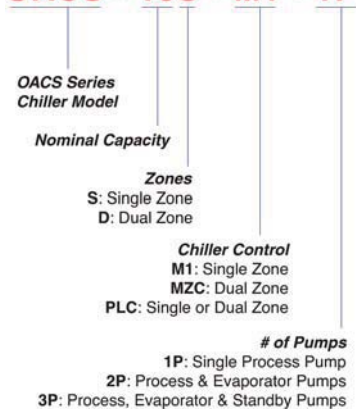 OACS Series
Chiller Model
Nominal Capacity
Zones
S: Single Zone
D: Dual Zone
Chiller Control
M1: Single Zone
MZC: Dual Zone
PLC: Single or Dual Zone
# of Pumps
1P: Single Process Pump
2P: Process & Evaporator Pumps
3P: Process, Evaporator & Standby Pumps